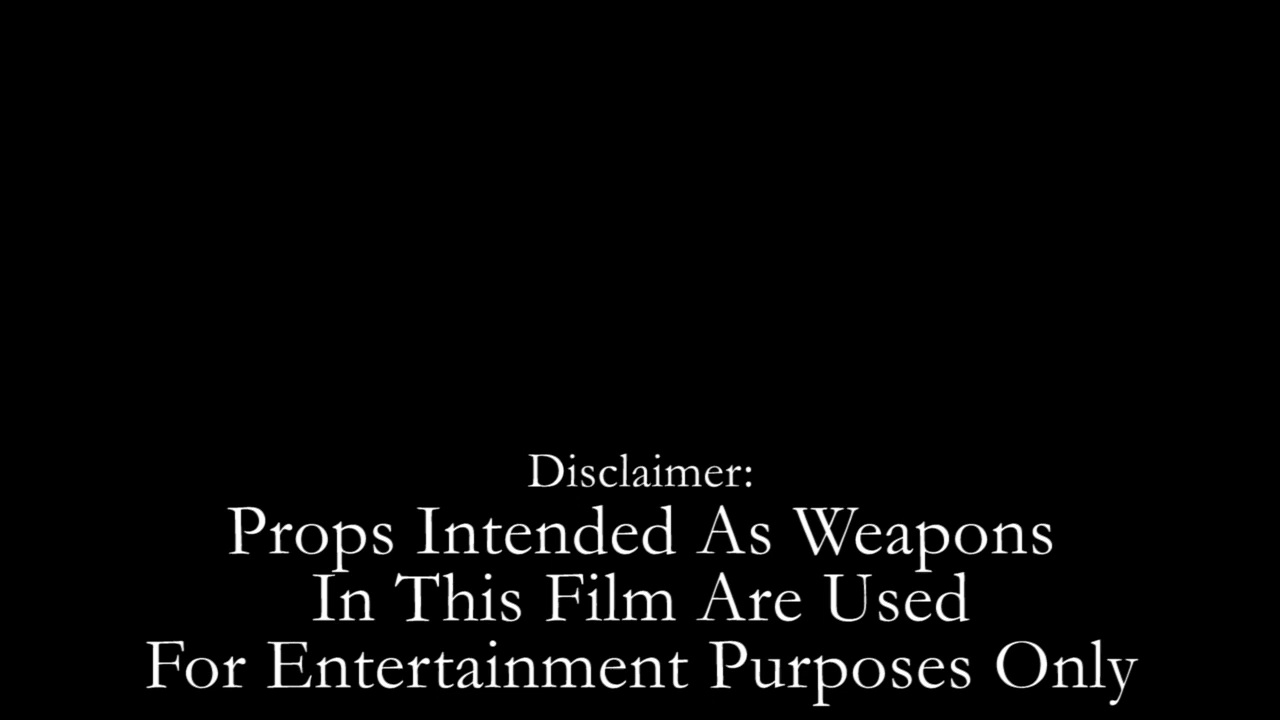 Disclaimer:
Props Intended As Weapons
In This Film Are Used
For Entertainment Purposes Only